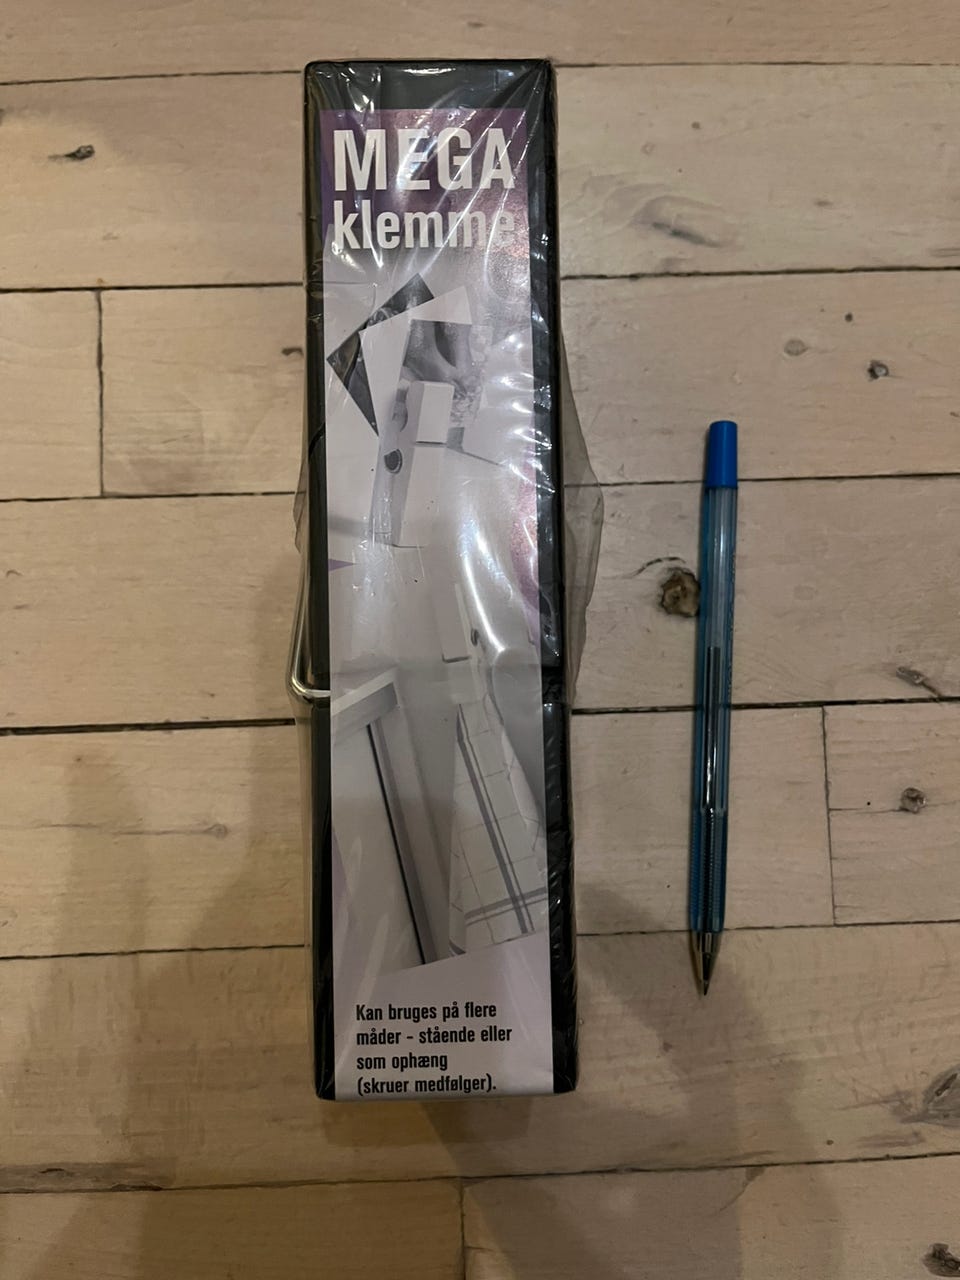 MEGA
klemme
Kan bruges på flere
måder - stående eller
som ophæng
(skruer medfølger).